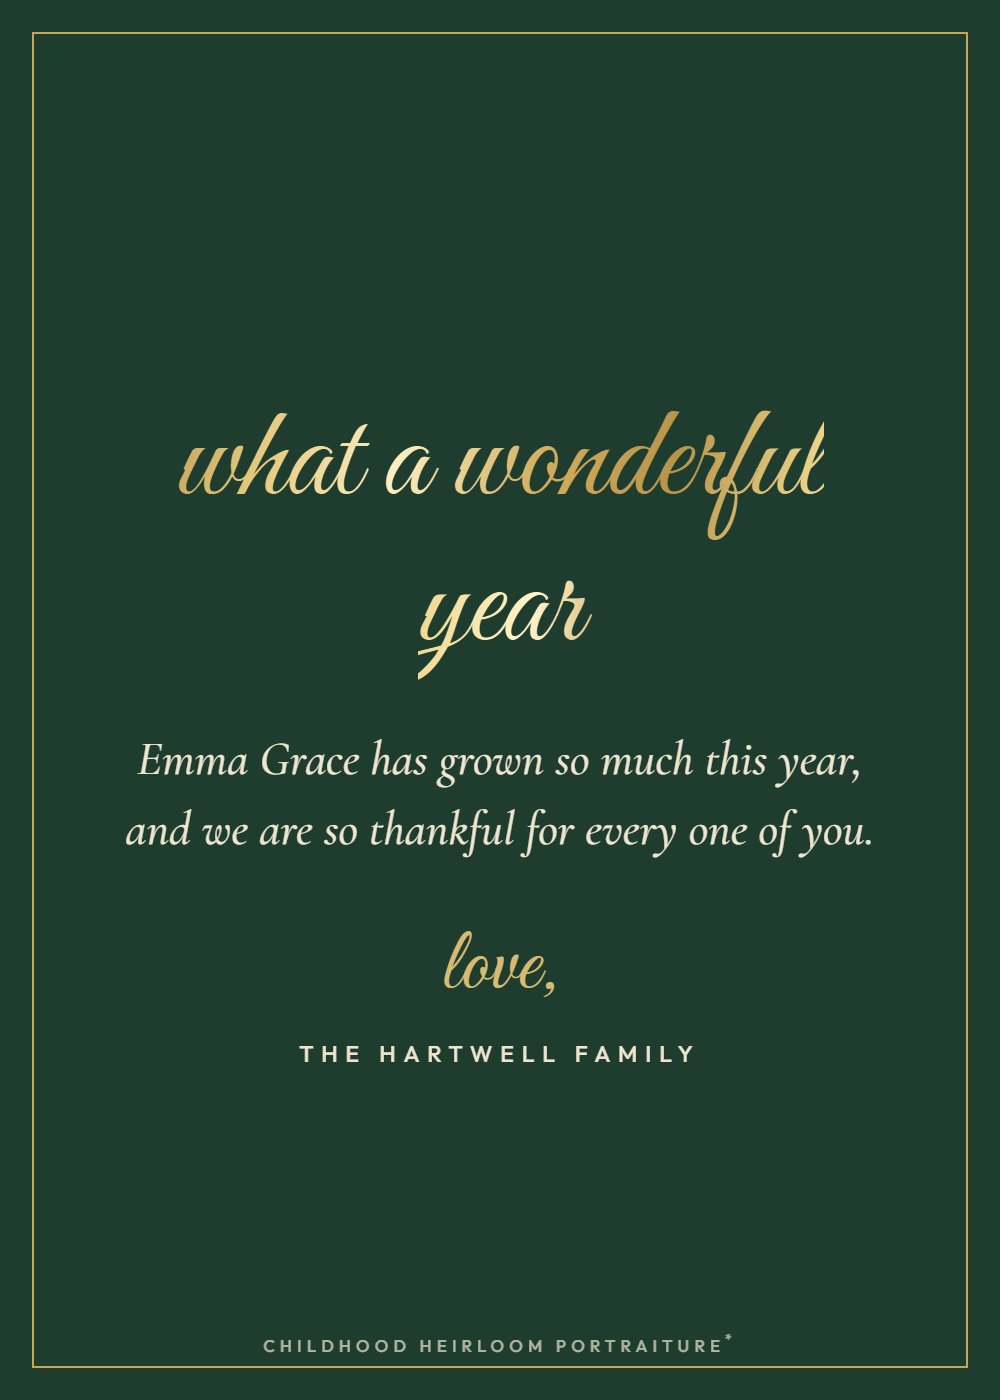 what a wonderful
year
Emma Grace has grown so much this year,
and we are so thankful for every one of you.
love,
THE HARTWELL FAMILY
CHILDHOOD HEIRLOOM PORTRAITURE*